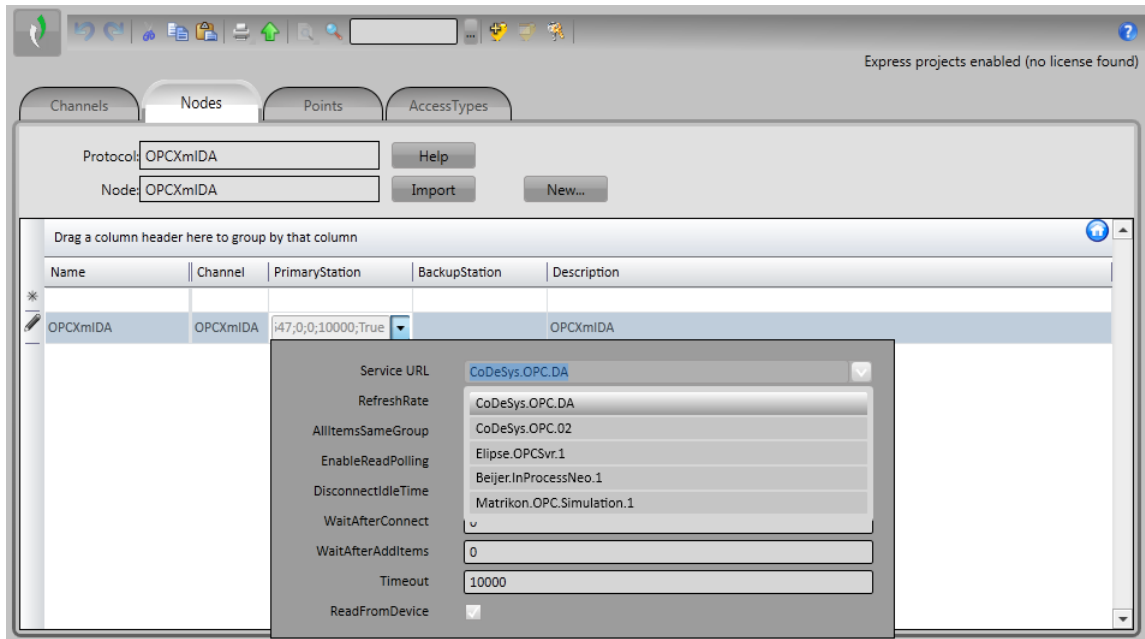 Express projects enabled (no license found)
Channels Nodes Points AccessTypes
Protocol: OPCXmlDA Help
Node: OPCXmlDA Import New...
Drag a column header here to group by that column
Name Channel PrimaryStation BackupStation Description
OPCXmlDA OPCXmlDA i47;0;0;10000;True OPCXmlDA
Service URL CoDeSys.OPC.DA
RefreshRate CoDeSys.OPC.DA
AllItemsSameGroup CoDeSys.OPC.02
EnableReadPolling Elipse.OPCSvr.1
Beijer.InProcessNeo.1
DisconnectIdleTime
Matrikon.OPC.Simulation.1
WaitAfterConnect 0
WaitAfterAddItems 0
Timeout 10000
ReadFromDevice